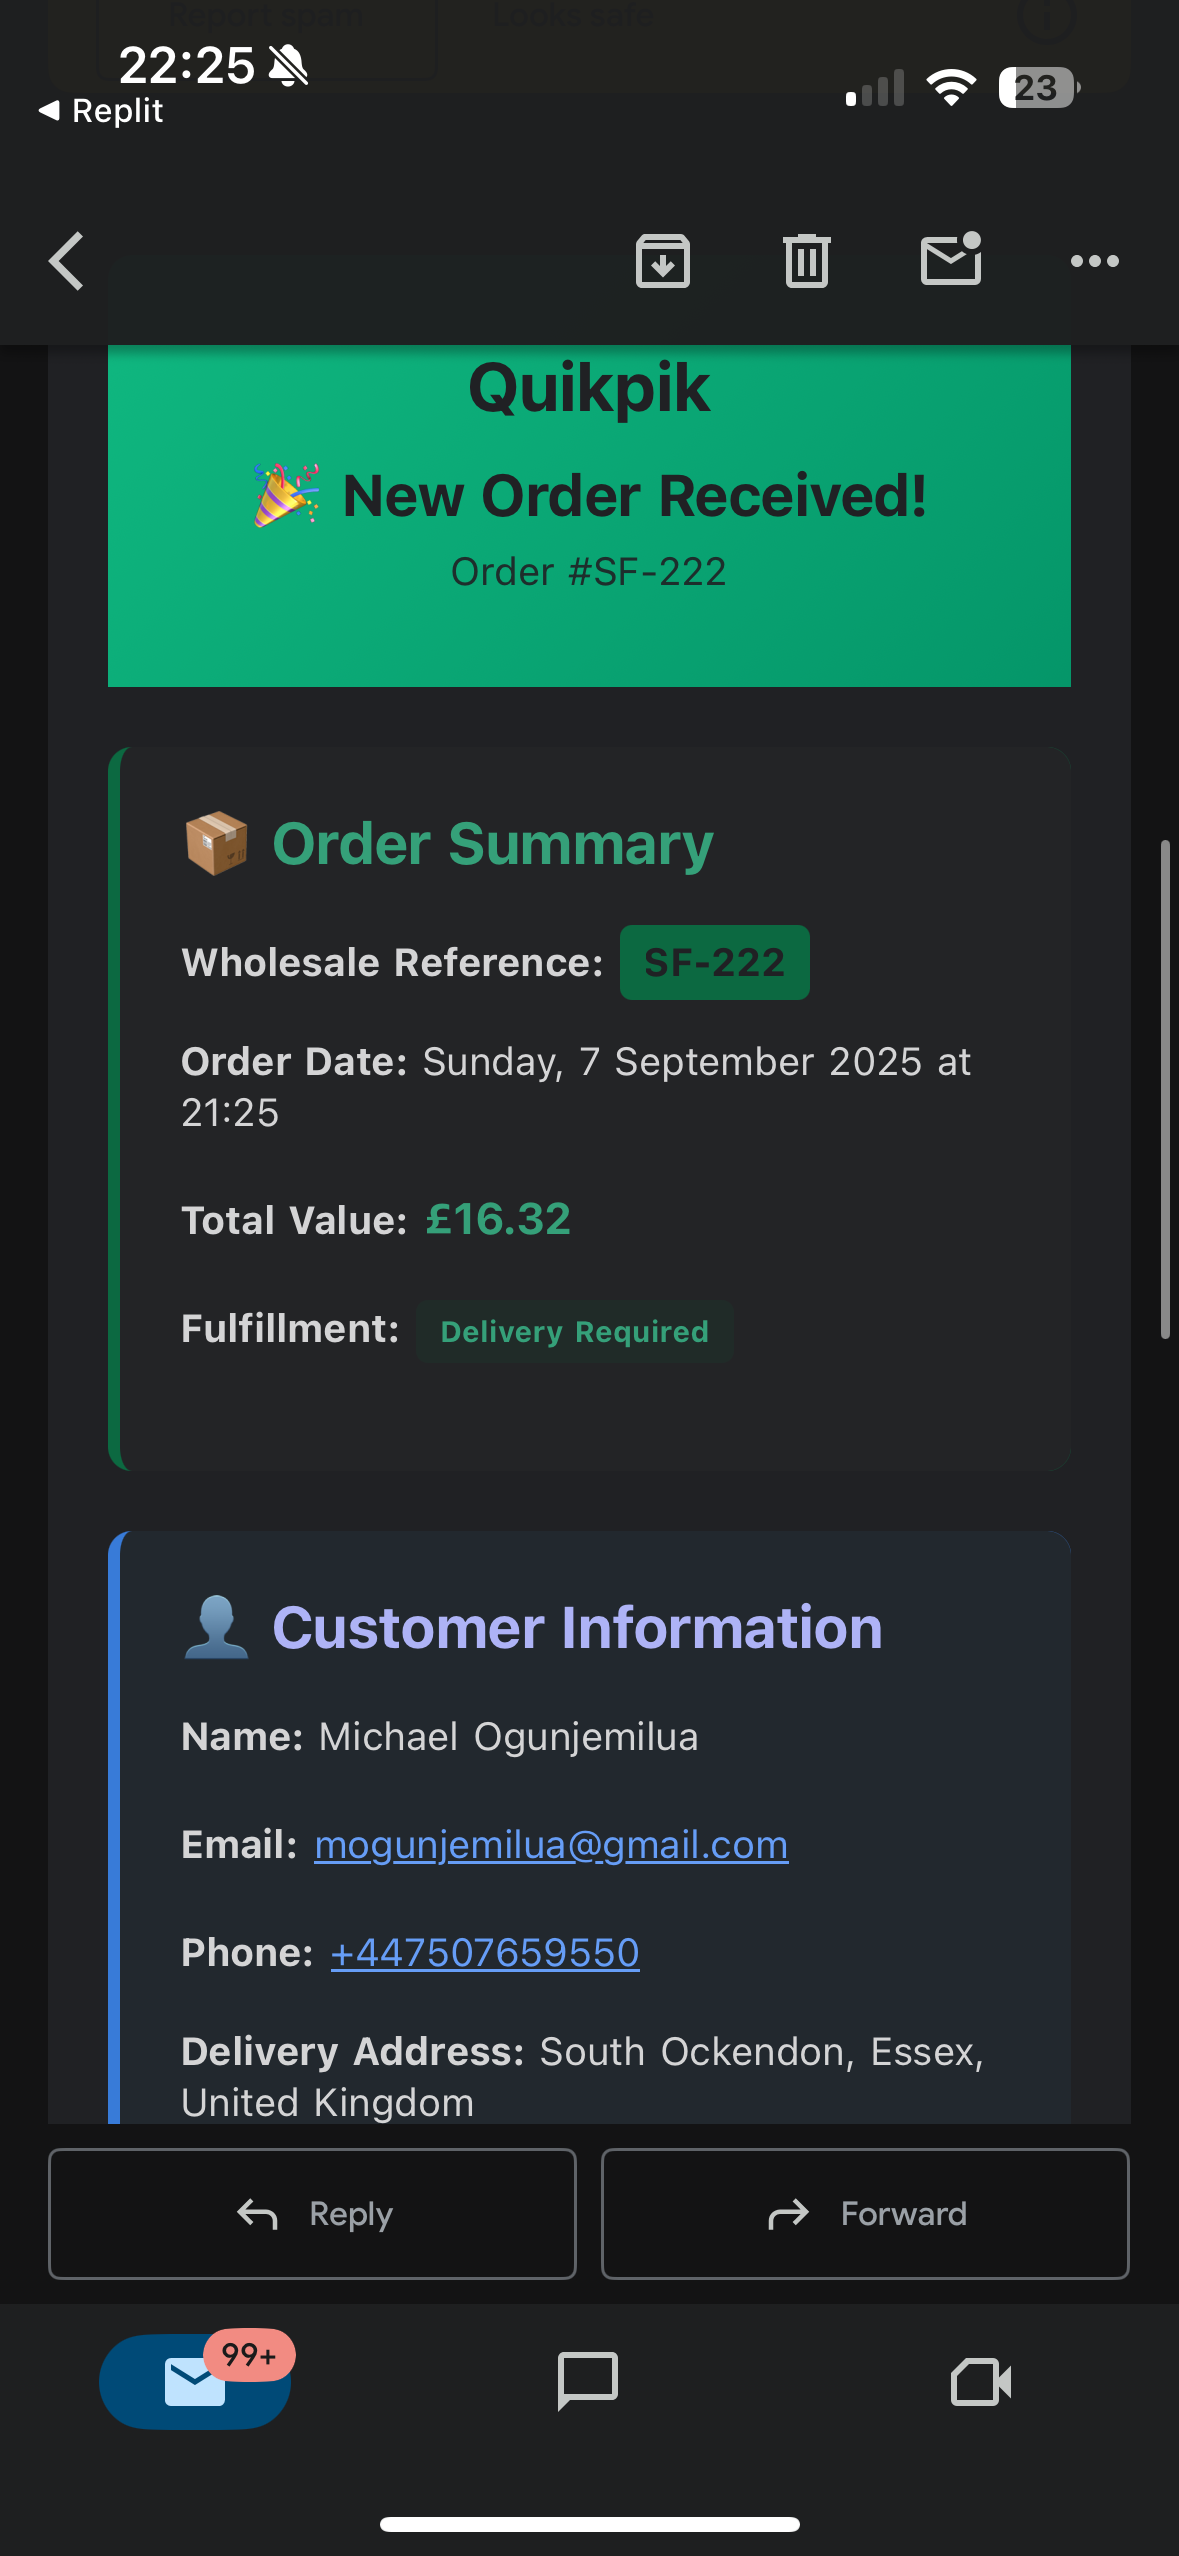 Report spam
Looks safe
22:25
Replit
23
Quikpik
🎉 New Order Received!
Order #SF-222
📦 Order Summary
Wholesale Reference: SF-222
Order Date: Sunday, 7 September 2025 at
21:25
Total Value: £16.32
Fulfillment: Delivery Required
👤 Customer Information
Name: Michael Ogunjemilua
Email: mogunjemilua@gmail.com
Phone: +447507659550
Delivery Address: South Ockendon, Essex,
United Kingdom
Reply
Forward
99+